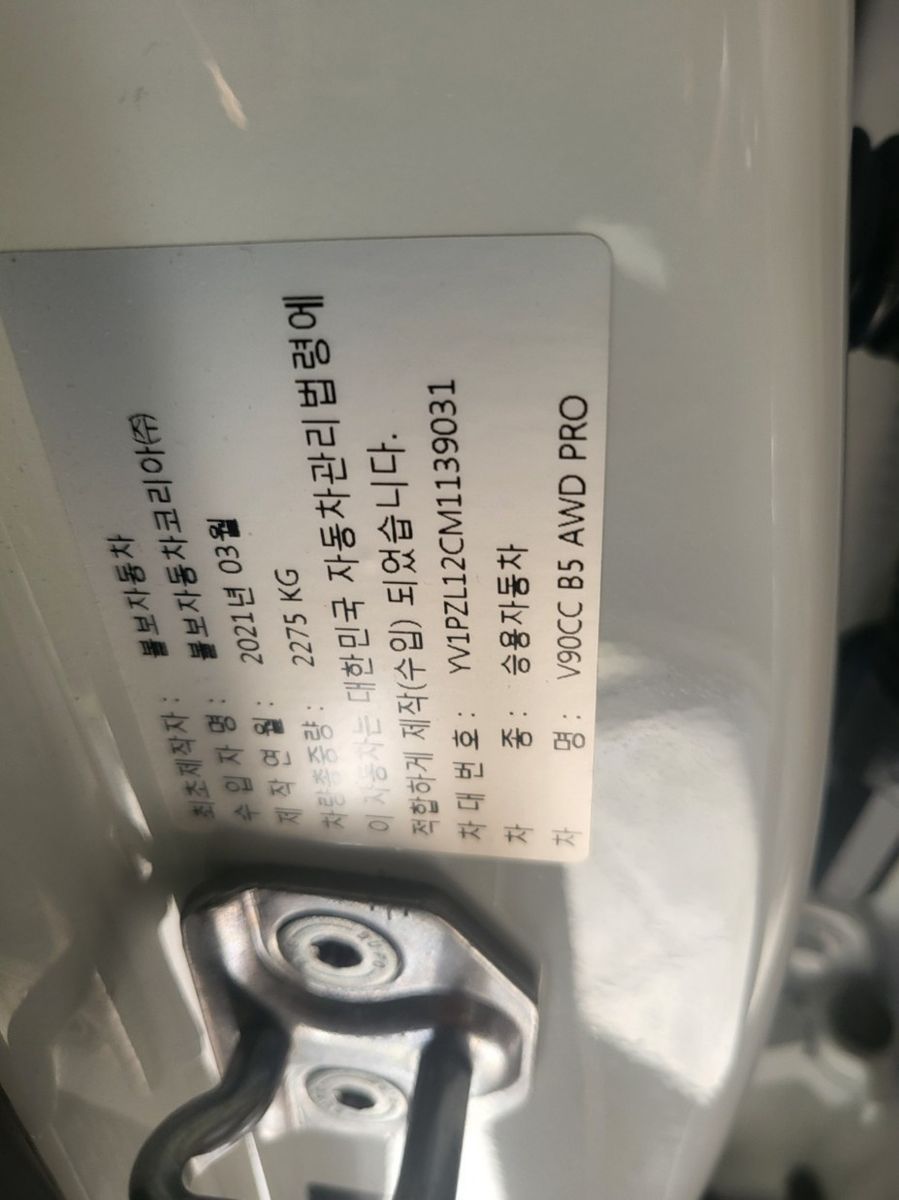 최초제작자 : 볼보자동차
수 입 자 명 : 볼보자동차코리아(주)
제 작 연 월 : 2021년 03월
차량총중량 : 2275 KG
이 자동차는 대한민국 자동차관리법령에
적합하게 제작(수입) 되었습니다.
차 대 번 호 : YV1PZL12CM1139031
차 종 : 승용자동차
차 명 : V90CC B5 AWD PRO